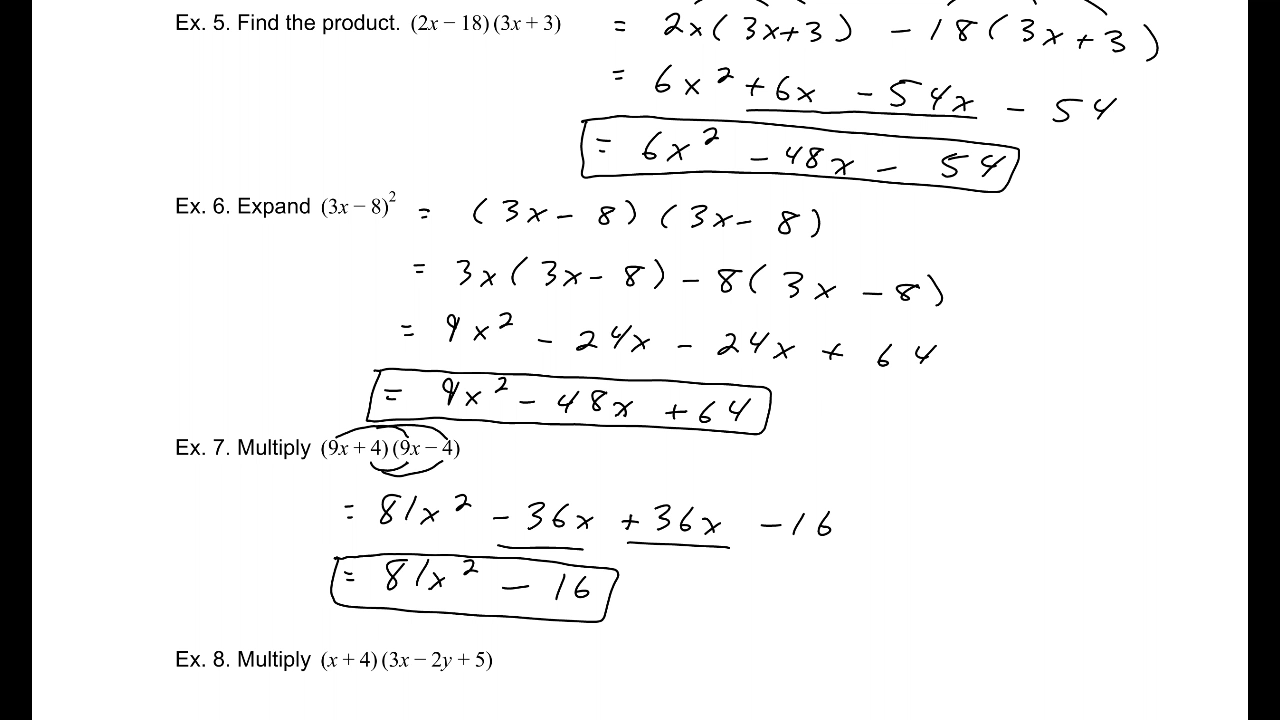 Ex. 5. Find the product. (2x − 18)(3x + 3) = 2x(3x+3) − 18(3x+3)
= 6x² + 6x − 54x − 54
= 6x² − 48x − 54
Ex. 6. Expand (3x − 8)² = (3x − 8)(3x − 8)
= 3x(3x − 8) − 8(3x − 8)
= 9x² − 24x − 24x + 64
= 9x² − 48x + 64
Ex. 7. Multiply (9x + 4)(9x − 4)
= 81x² − 36x + 36x − 16
= 81x² − 16
Ex. 8. Multiply (x + 4)(3x − 2y + 5)